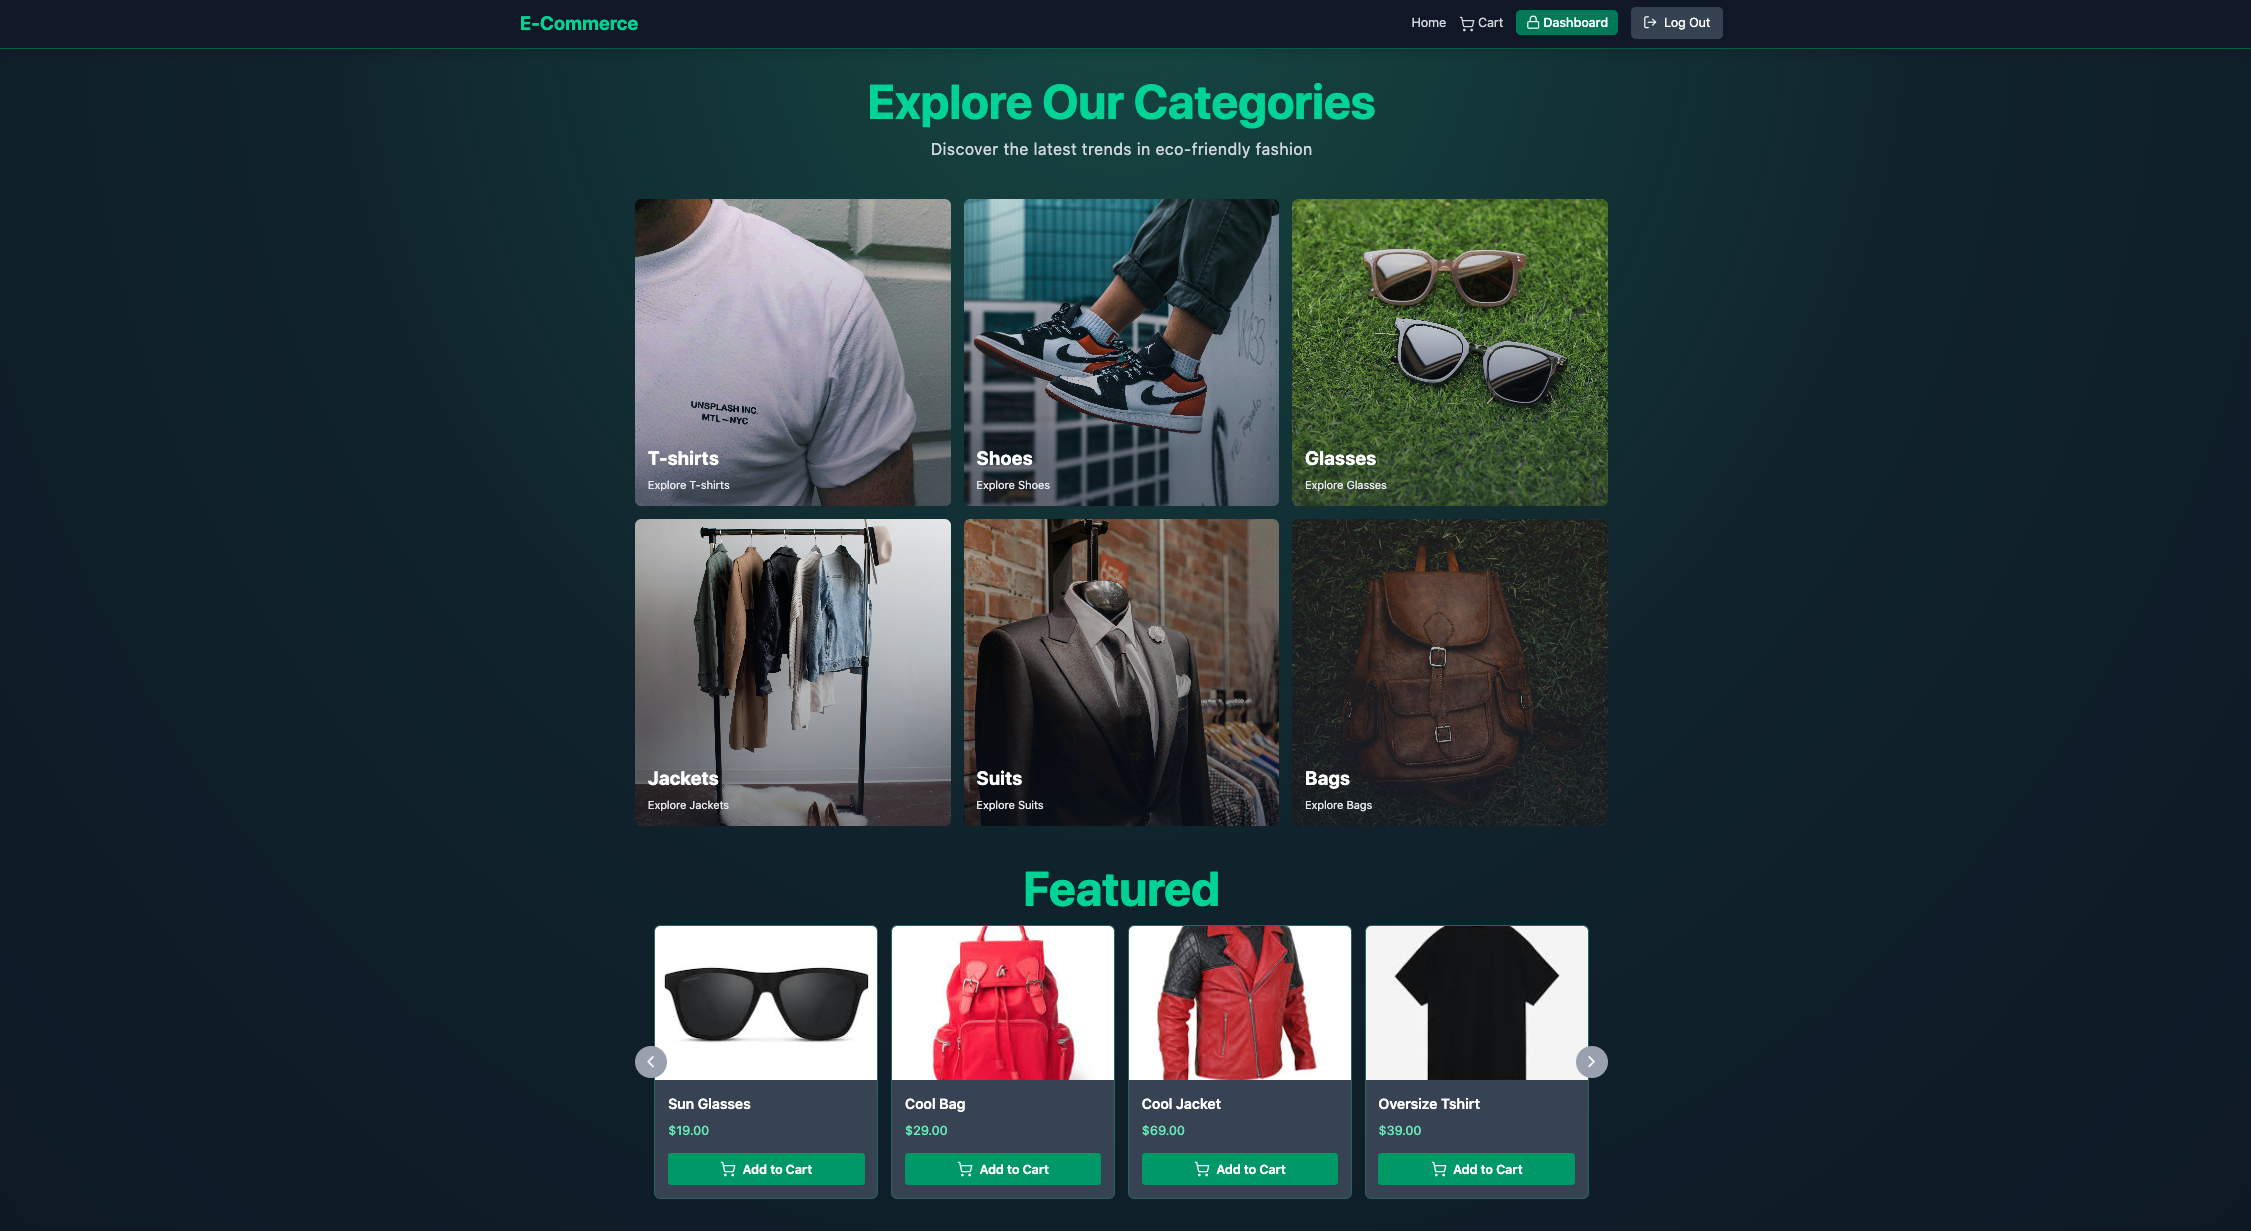 E-Commerce
Home
Cart
Dashboard
Log Out
Explore Our Categories
Discover the latest trends in eco-friendly fashion
UNSPLASH INC.
MTL—NYC
T-shirts
Explore T-shirts
W33
Shoes
Explore Shoes
Glasses
Explore Glasses
Jackets
Explore Jackets
Suits
Explore Suits
Bags
Explore Bags
Featured
Sun Glasses
$19.00
Add to Cart
Cool Bag
$29.00
Add to Cart
Cool Jacket
$69.00
Add to Cart
Oversize Tshirt
$39.00
Add to Cart